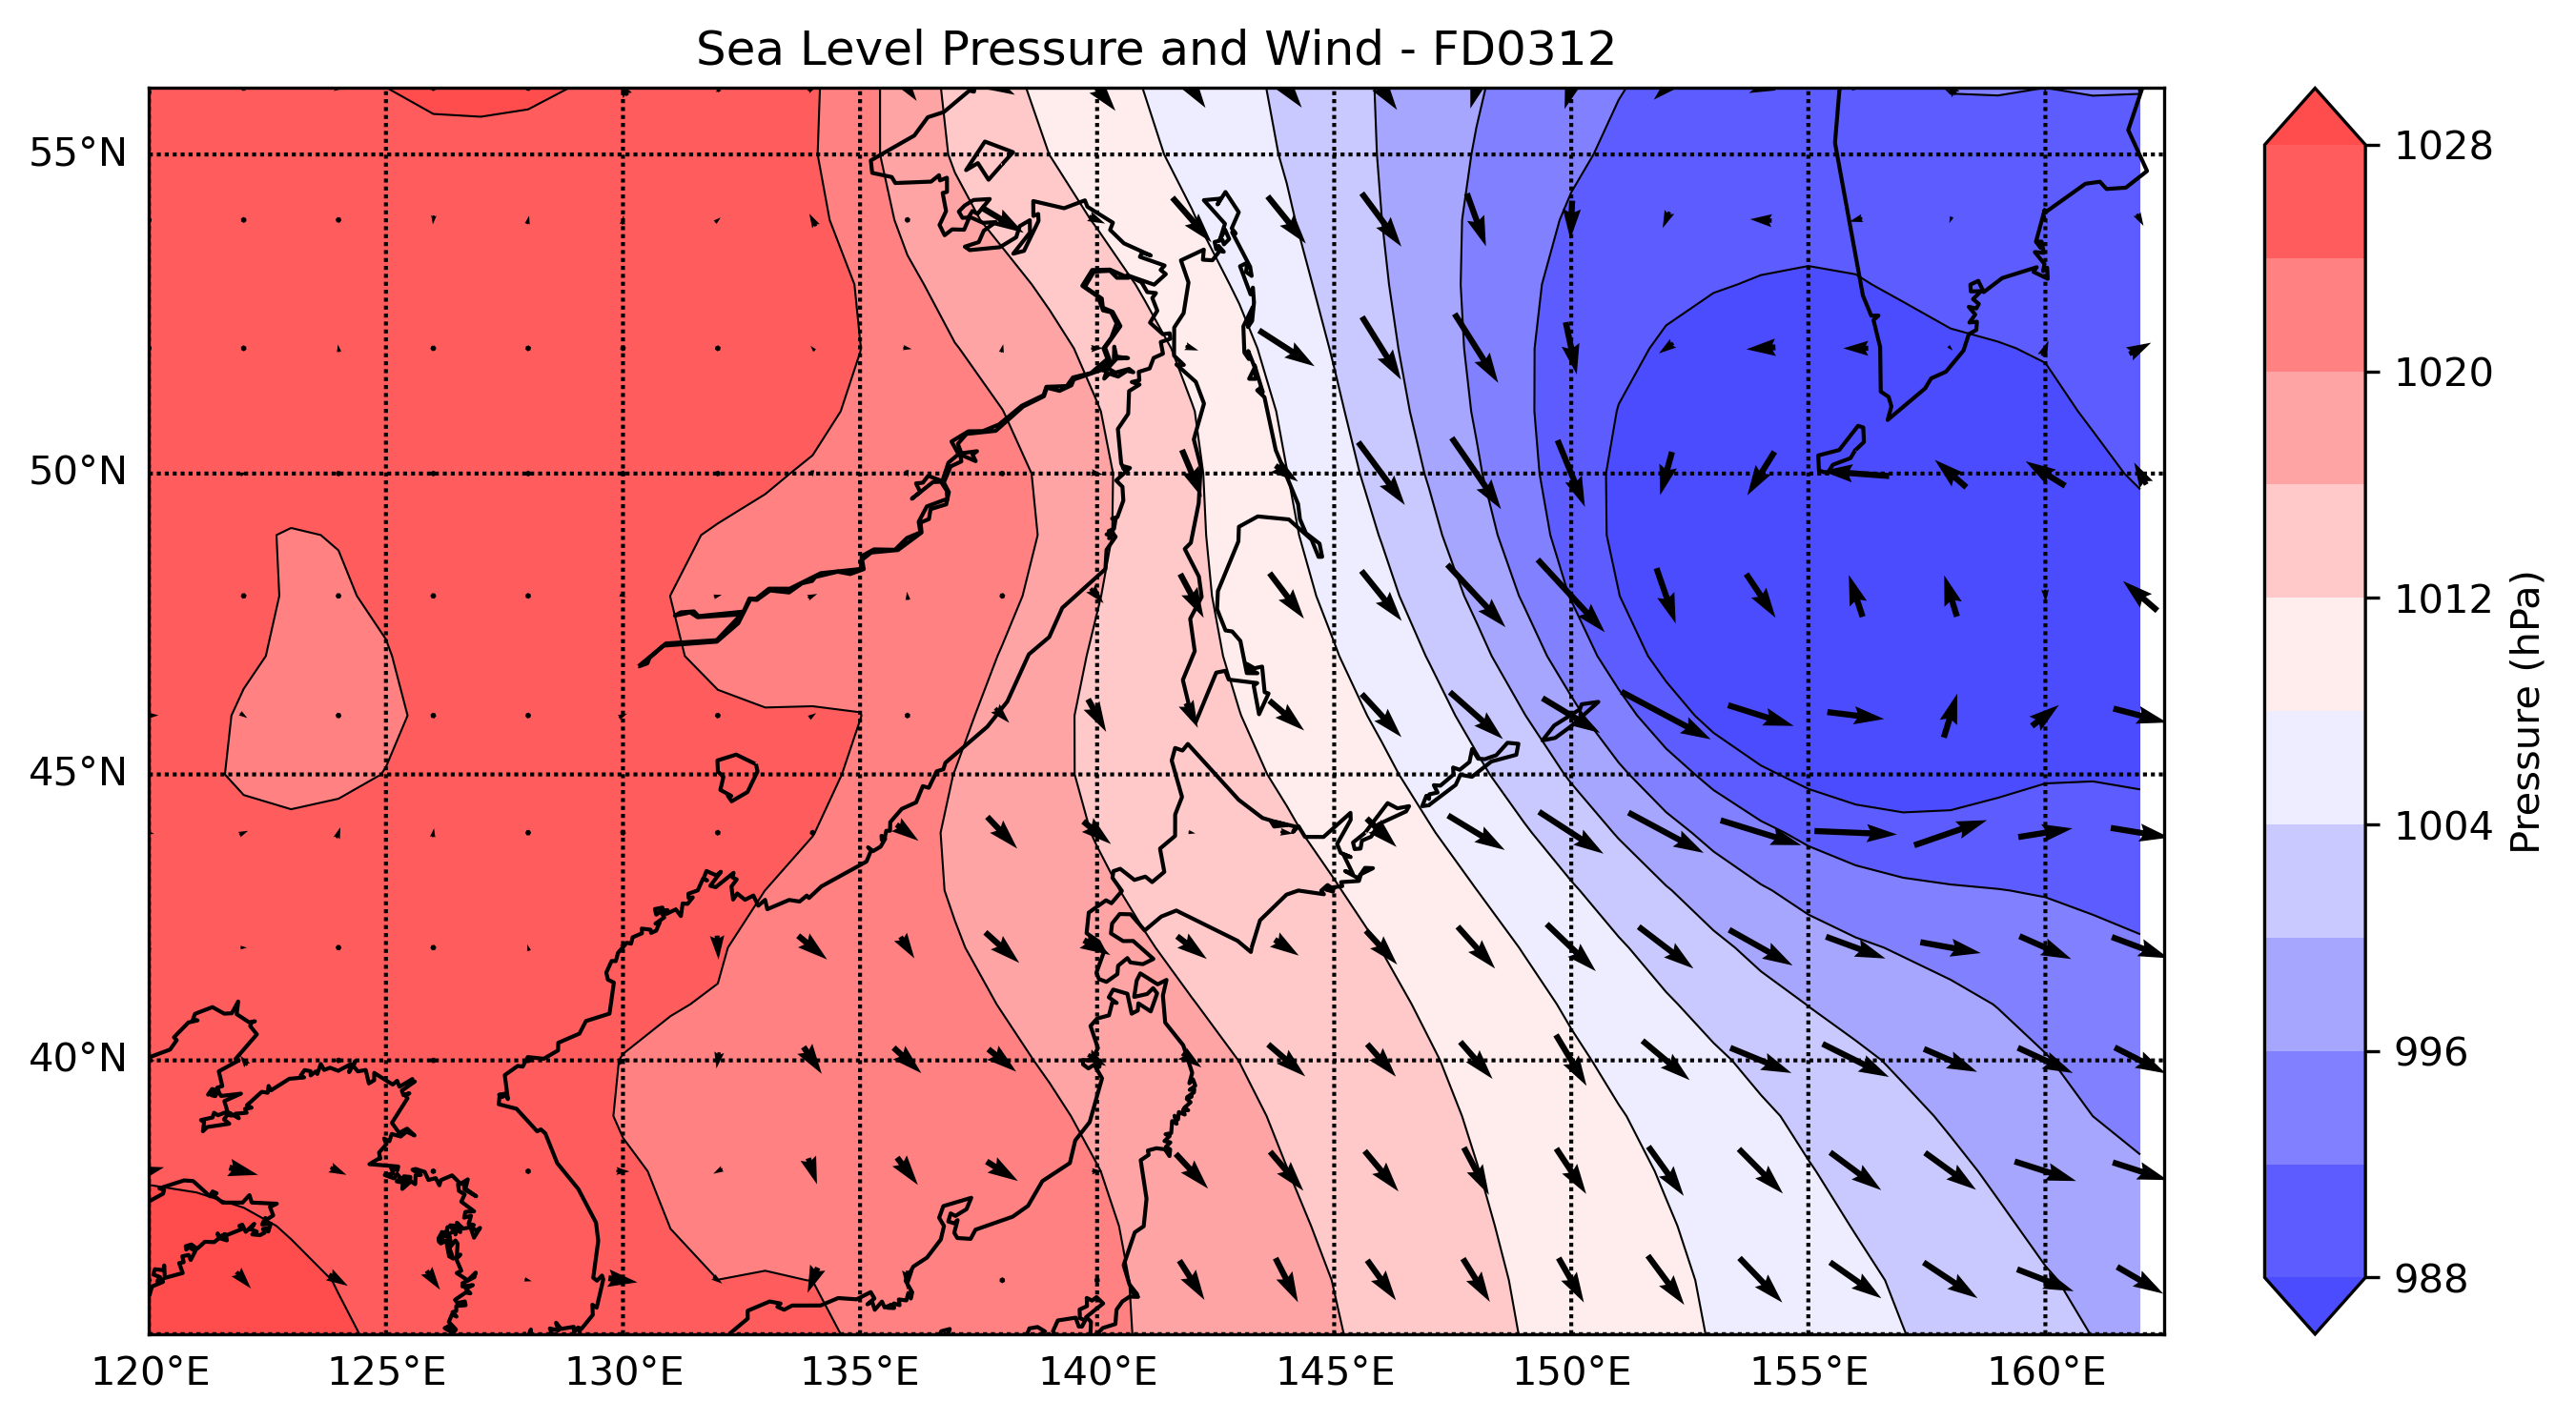 Sea Level Pressure and Wind - FD0312
55°N
50°N
45°N
40°N
120°E 125°E 130°E 135°E 140°E 145°E 150°E 155°E 160°E
1028
1020
1012
1004
996
988
Pressure (hPa)